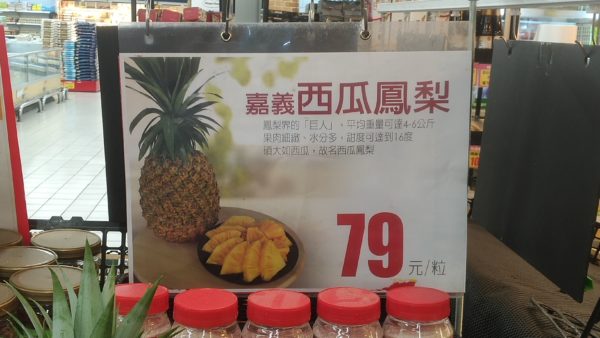 嘉義西瓜鳳梨
鳳梨界的「巨人」，平均重量可達4-6公斤
果肉細緻、水分多，甜度可達到16度
碩大如西瓜，故名西瓜鳳梨
79元/粒